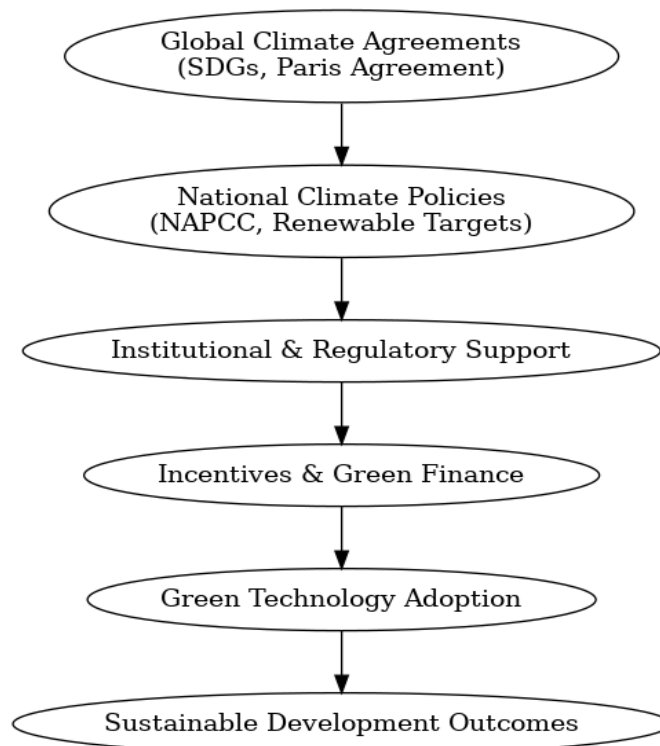 Global Climate Agreements
(SDGs, Paris Agreement)
National Climate Policies
(NAPCC, Renewable Targets)
Institutional & Regulatory Support
Incentives & Green Finance
Green Technology Adoption
Sustainable Development Outcomes